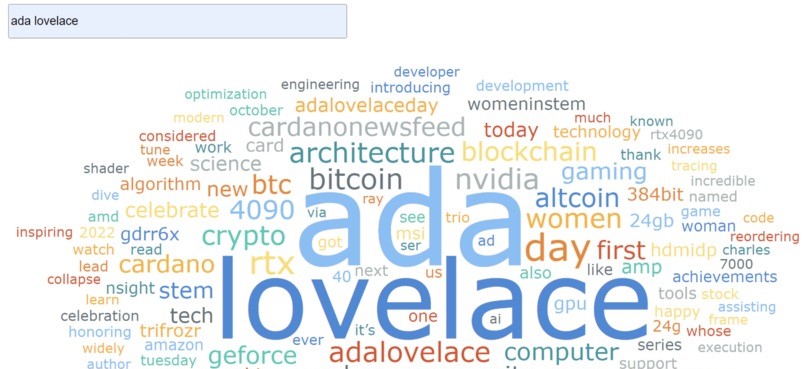 ada lovelace
developer
engineering introducing development
optimization
october adalovelaceday womeninstem
modern cardanonewsfeed today much known
considered technology rtx4090
tune work card architecture blockchain thank increases
week science tracing
shader bitcoin nvidia gaming incredible
algorithm new btc ray altcoin 384bit named
dive 4090 ada
celebrate via see trio women 24gb game code
amd msi woman
inspiring 2022 gdrr6x crypto got ser ad day first hdmidp reordering
watch read charles
lead cardano rtx 40 next us also like amp 7000
collapse achievements
nsight stem lovelace gpu tools stock
learn assisting
celebration tech one ai happy frame
honoring trifrozr it's 24g whose
widely amazon ever series execution
tuesday geforce adalovelace computer
author support